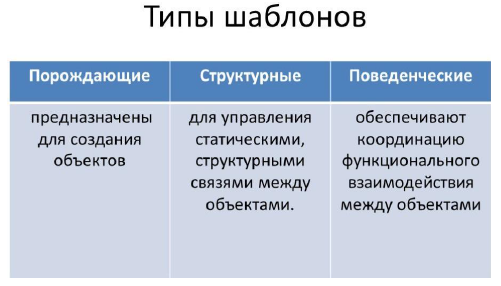 Типы шаблонов
Порождающие
Структурные
Поведенческие
предназначены
для создания
объектов
для управления
статическими,
структурными
связями между
объектами.
обеспечивают
координацию
функционального
взаимодействия
между объектами